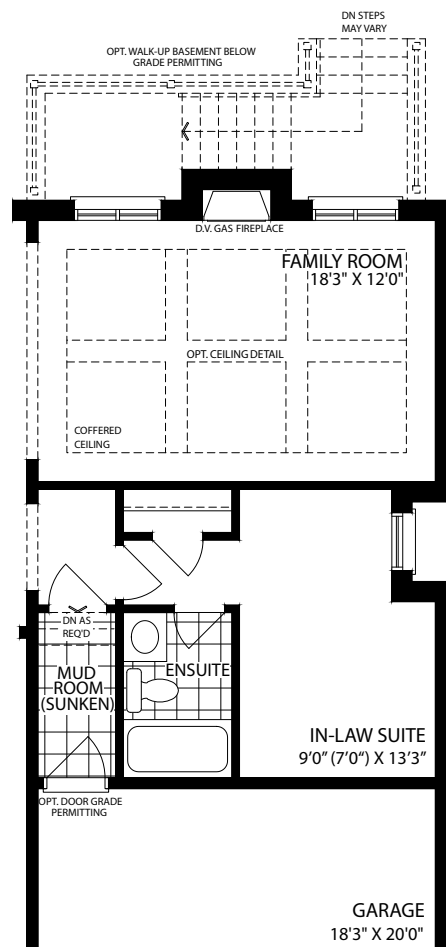 DN STEPS
MAY VARY
OPT. WALK-UP BASEMENT BELOW
GRADE PERMITTING
D.V. GAS FIREPLACE
FAMILY ROOM
18'3" X 12'0"
OPT. CEILING DETAIL
COFFERED
CEILING
DN AS
REQ'D
MUD
ROOM
(SUNKEN)
ENSUITE
IN-LAW SUITE
9'0" (7'0") X 13'3"
OPT. DOOR GRADE
PERMITTING
GARAGE
18'3" X 20'0"